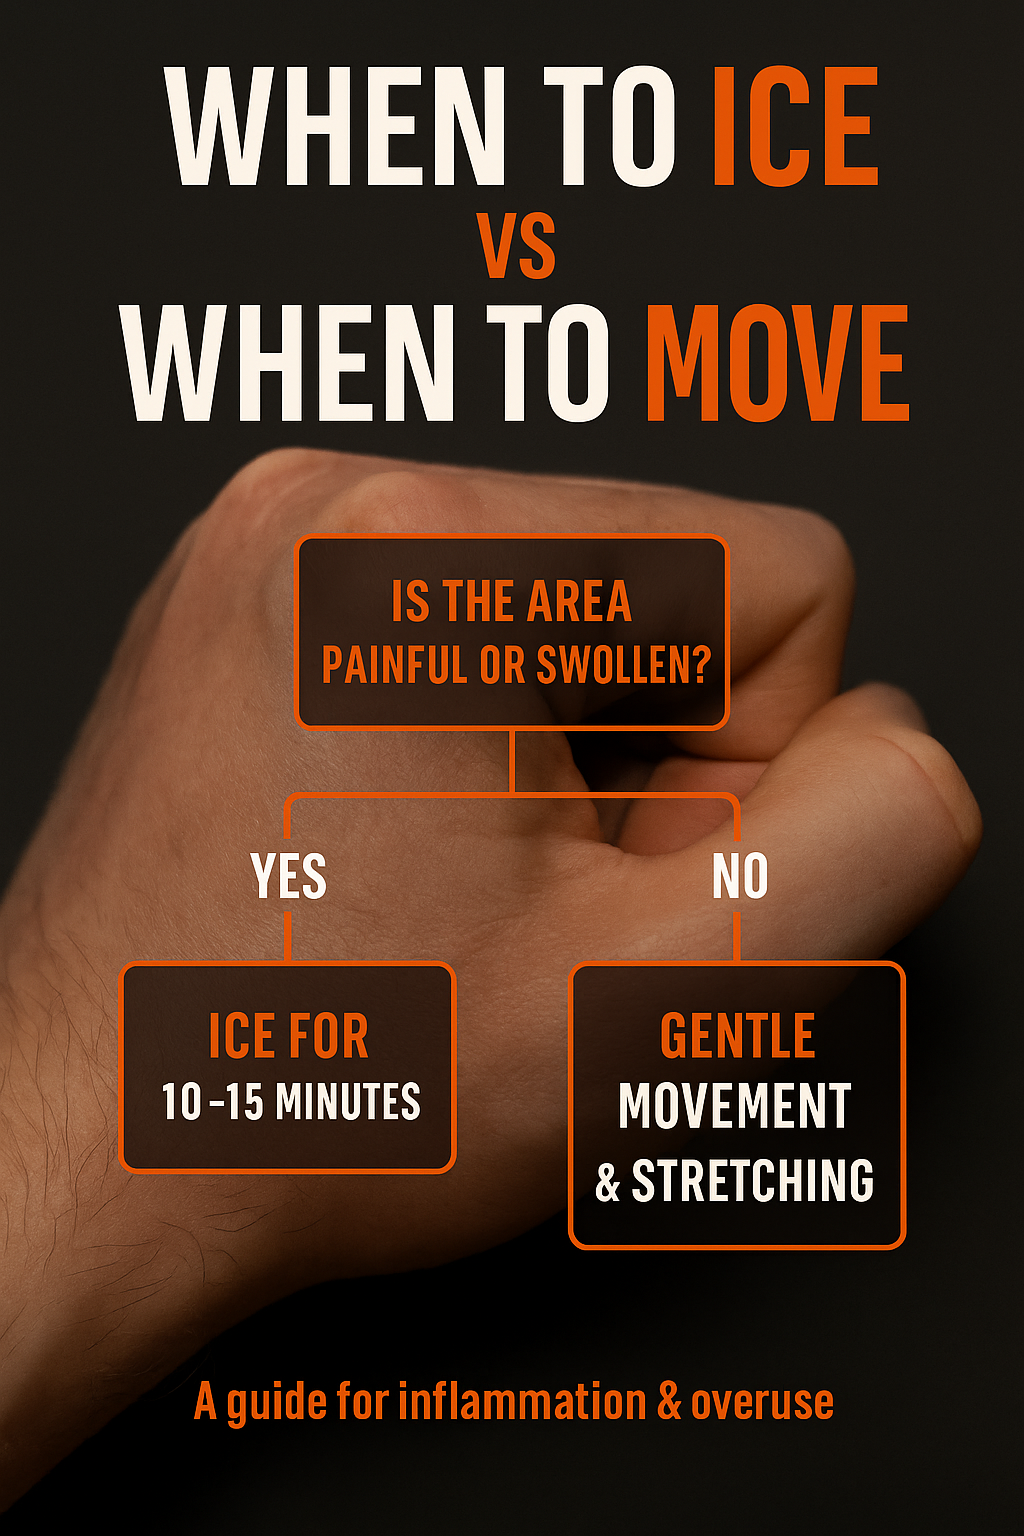 WHEN TO ICE
VS
WHEN TO MOVE
IS THE AREA
PAINFUL OR SWOLLEN?
YES
NO
ICE FOR
10-15 MINUTES
GENTLE
MOVEMENT
& STRETCHING
A guide for inflammation & overuse